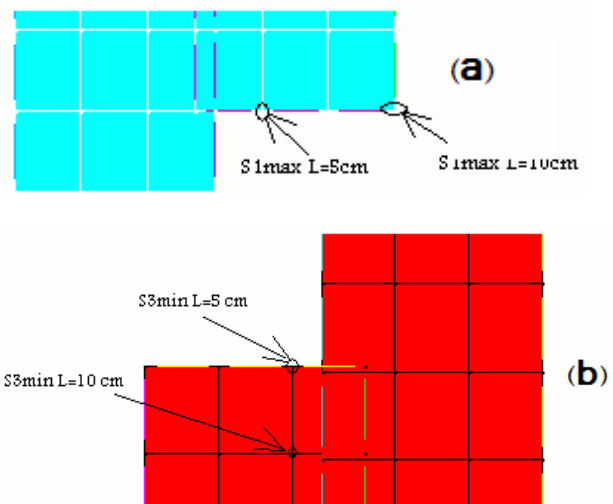 (a)
S1max L=5cm
S1max L=10cm
S3min L=5 cm
S3min L=10 cm
(b)